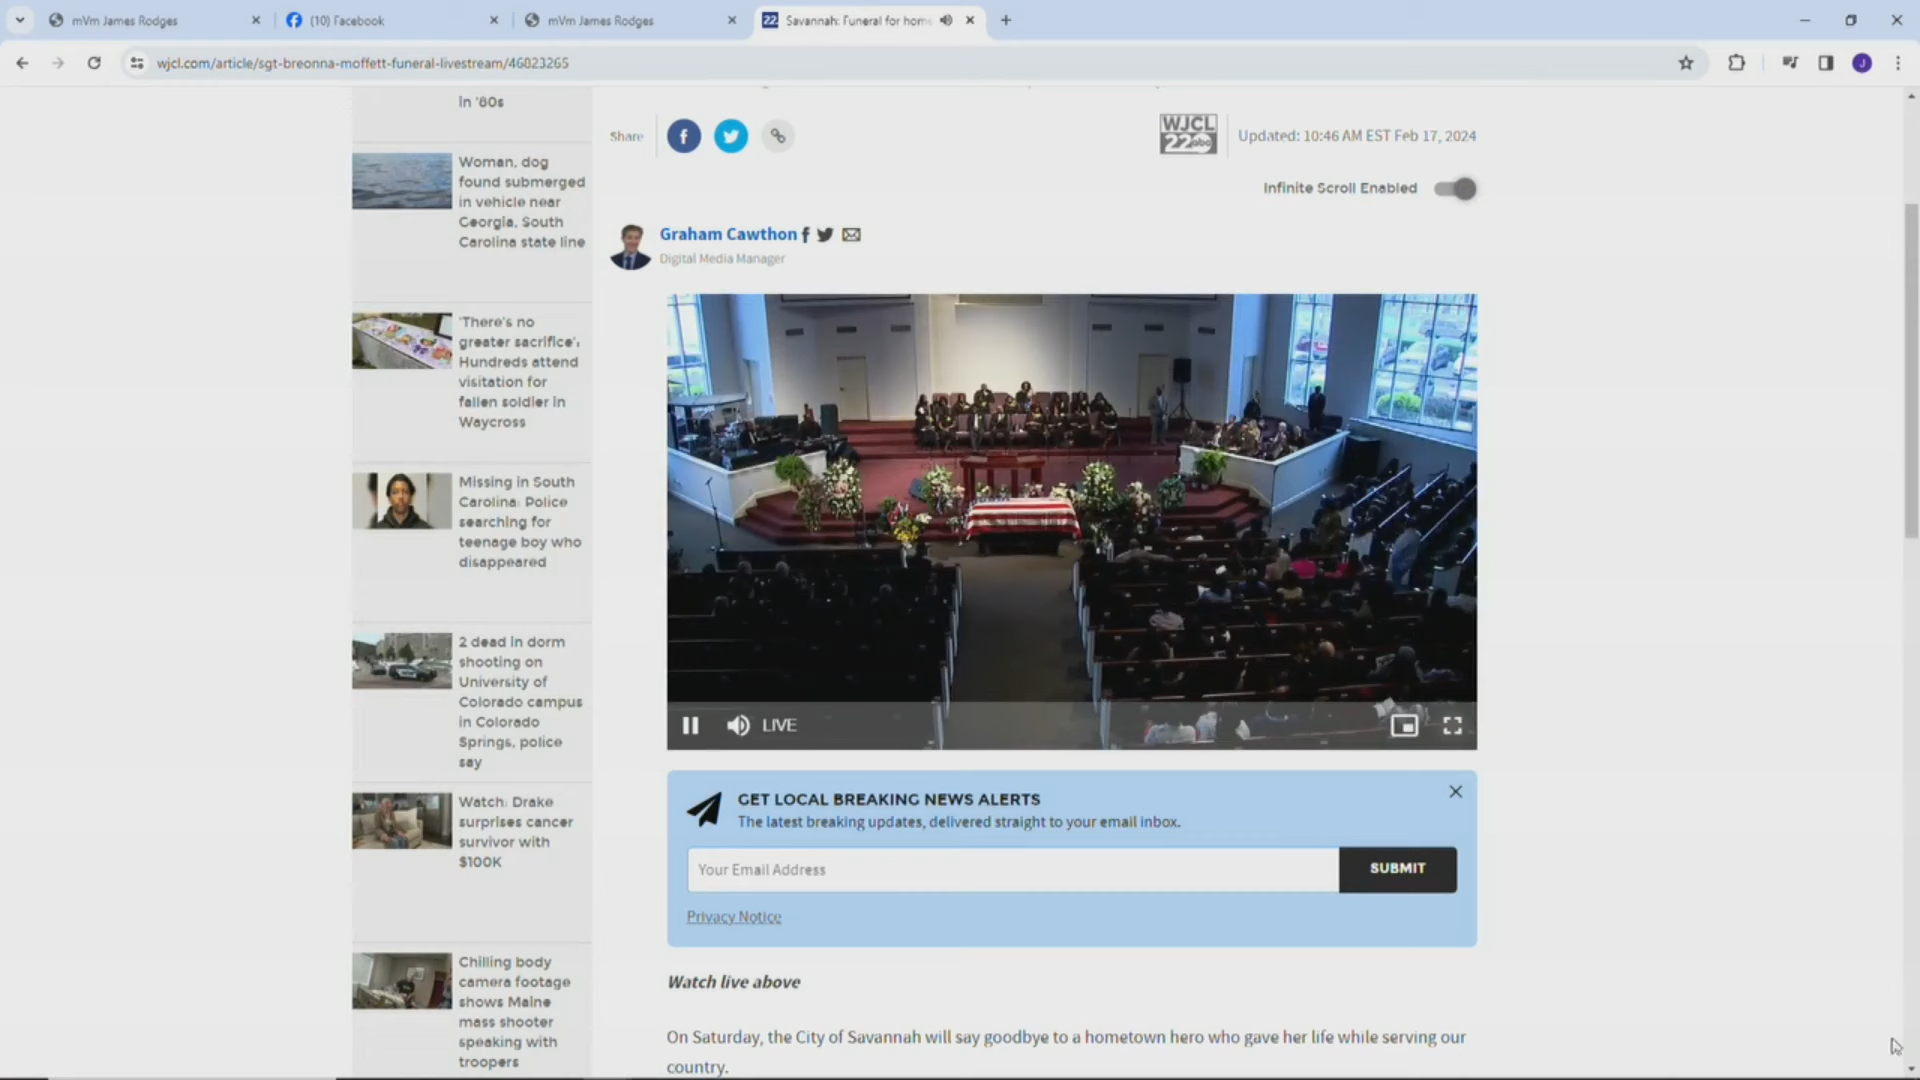 mVm James Rodges
(10) Facebook
mVm James Rodges
22
Savannah: Funeral for hom
wjcl.com/article/sgt-breonna-moffett-funeral-livestream/46823265
J
in '80s
Woman, dog
found submerged
in vehicle near
Georgia, South
Carolina state line
'There's no
greater sacrifice':
Hundreds attend
visitation for
fallen soldier in
Waycross
Missing in South
Carolina: Police
searching for
teenage boy who
disappeared
2 dead in dorm
shooting on
University of
Colorado campus
in Colorado
Springs, police
say
Watch: Drake
surprises cancer
survivor with
$100K
Chilling body
camera footage
shows Maine
mass shooter
speaking with
troopers
Share
WJCL
22 abc
Updated: 10:46 AM EST Feb 17, 2024
Infinite Scroll Enabled
Graham Cawthon
Digital Media Manager
LIVE
GET LOCAL BREAKING NEWS ALERTS
The latest breaking updates, delivered straight to your email inbox.
Your Email Address
SUBMIT
Privacy Notice
Watch live above
On Saturday, the City of Savannah will say goodbye to a hometown hero who gave her life while serving our
country.